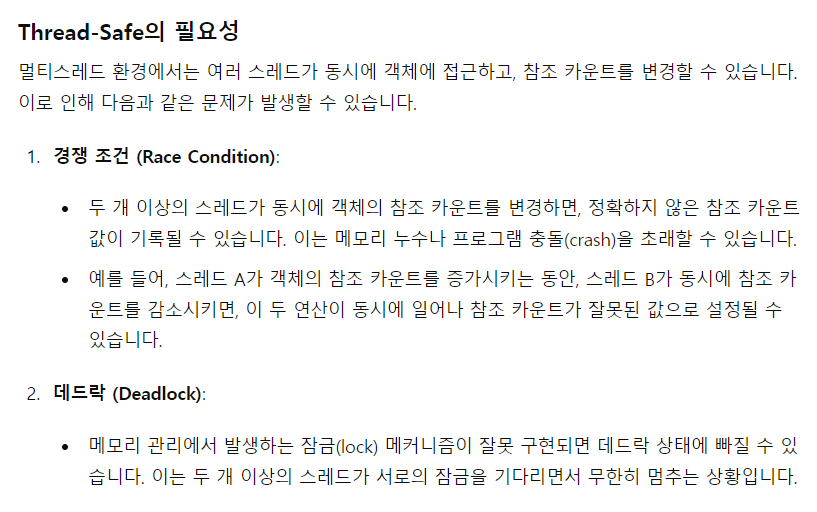 Thread-Safe의 필요성
멀티스레드 환경에서는 여러 스레드가 동시에 객체에 접근하고, 참조 카운트를 변경할 수 있습니다.
이로 인해 다음과 같은 문제가 발생할 수 있습니다.
1. 경쟁 조건 (Race Condition):
• 두 개 이상의 스레드가 동시에 객체의 참조 카운트를 변경하면, 정확하지 않은 참조 카운트
값이 기록될 수 있습니다. 이는 메모리 누수나 프로그램 충돌(crash)을 초래할 수 있습니다.
• 예를 들어, 스레드 A가 객체의 참조 카운트를 증가시키는 동안, 스레드 B가 동시에 참조 카
운트를 감소시키면, 이 두 연산이 동시에 일어나 참조 카운트가 잘못된 값으로 설정될 수
있습니다.
2. 데드락 (Deadlock):
• 메모리 관리에서 발생하는 잠금(lock) 메커니즘이 잘못 구현되면 데드락 상태에 빠질 수 있
습니다. 이는 두 개 이상의 스레드가 서로의 잠금을 기다리면서 무한히 멈추는 상황입니다.